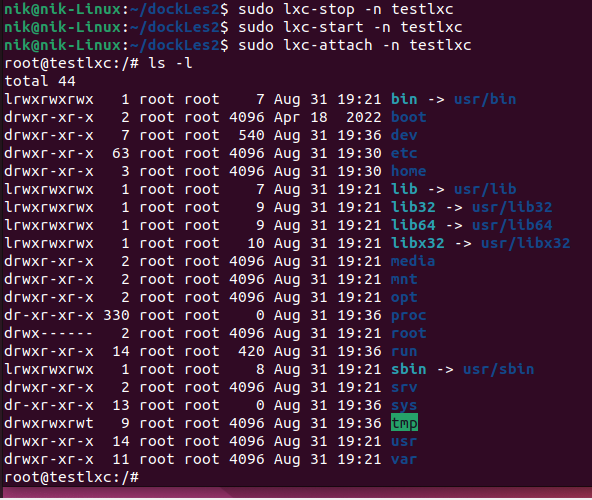 nik@nik-Linux:~/dockLes2$ sudo lxc-stop -n testlxc
nik@nik-Linux:~/dockLes2$ sudo lxc-start -n testlxc
nik@nik-Linux:~/dockLes2$ sudo lxc-attach -n testlxc
root@testlxc:/# ls -l
total 44
lrwxrwxrwx   1 root root    7 Aug 31 19:21 bin -> usr/bin
drwxr-xr-x   2 root root 4096 Apr 18  2022 boot
drwxr-xr-x   7 root root  540 Aug 31 19:36 dev
drwxr-xr-x  63 root root 4096 Aug 31 19:30 etc
drwxr-xr-x   3 root root 4096 Aug 31 19:30 home
lrwxrwxrwx   1 root root    7 Aug 31 19:21 lib -> usr/lib
lrwxrwxrwx   1 root root    9 Aug 31 19:21 lib32 -> usr/lib32
lrwxrwxrwx   1 root root    9 Aug 31 19:21 lib64 -> usr/lib64
lrwxrwxrwx   1 root root   10 Aug 31 19:21 libx32 -> usr/libx32
drwxr-xr-x   2 root root 4096 Aug 31 19:21 media
drwxr-xr-x   2 root root 4096 Aug 31 19:21 mnt
drwxr-xr-x   2 root root 4096 Aug 31 19:21 opt
dr-xr-xr-x 330 root root    0 Aug 31 19:36 proc
drwx------   2 root root 4096 Aug 31 19:21 root
drwxr-xr-x  14 root root  420 Aug 31 19:36 run
lrwxrwxrwx   1 root root    8 Aug 31 19:21 sbin -> usr/sbin
drwxr-xr-x   2 root root 4096 Aug 31 19:21 srv
dr-xr-xr-x  13 root root    0 Aug 31 19:36 sys
drwxrwxrwt   9 root root 4096 Aug 31 19:36 tmp
drwxr-xr-x  14 root root 4096 Aug 31 19:21 usr
drwxr-xr-x  11 root root 4096 Aug 31 19:21 var
root@testlxc:/#